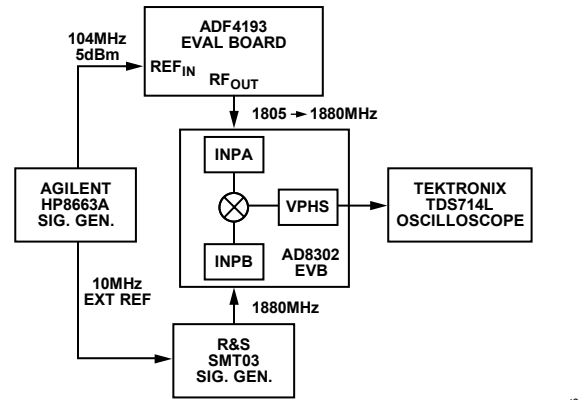 ADF4193
EVAL BOARD
104MHz
5dBm
REFIN
RFOUT
1805 → 1880MHz
INPA
AGILENT
HP8663A
SIG. GEN.
VPHS
TEKTRONIX
TDS714L
OSCILLOSCOPE
INPB
AD8302
EVB
10MHz
EXT REF
1880MHz
R&S
SMT03
SIG. GEN.